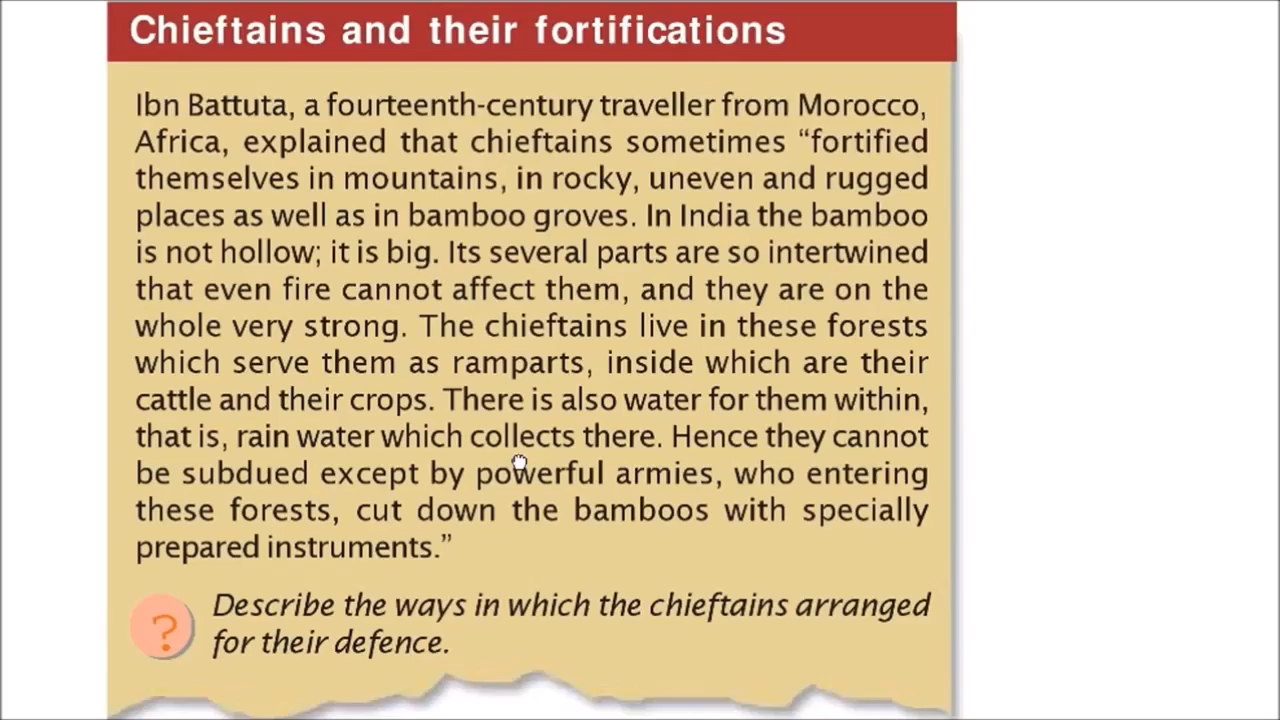 Chieftains and their fortifications
Ibn Battuta, a fourteenth-century traveller from Morocco,
Africa, explained that chieftains sometimes “fortified
themselves in mountains, in rocky, uneven and rugged
places as well as in bamboo groves. In India the bamboo
is not hollow; it is big. Its several parts are so intertwined
that even fire cannot affect them, and they are on the
whole very strong. The chieftains live in these forests
which serve them as ramparts, inside which are their
cattle and their crops. There is also water for them within,
that is, rain water which collects there. Hence they cannot
be subdued except by powerful armies, who entering
these forests, cut down the bamboos with specially
prepared instruments.”
?
Describe the ways in which the chieftains arranged
for their defence.